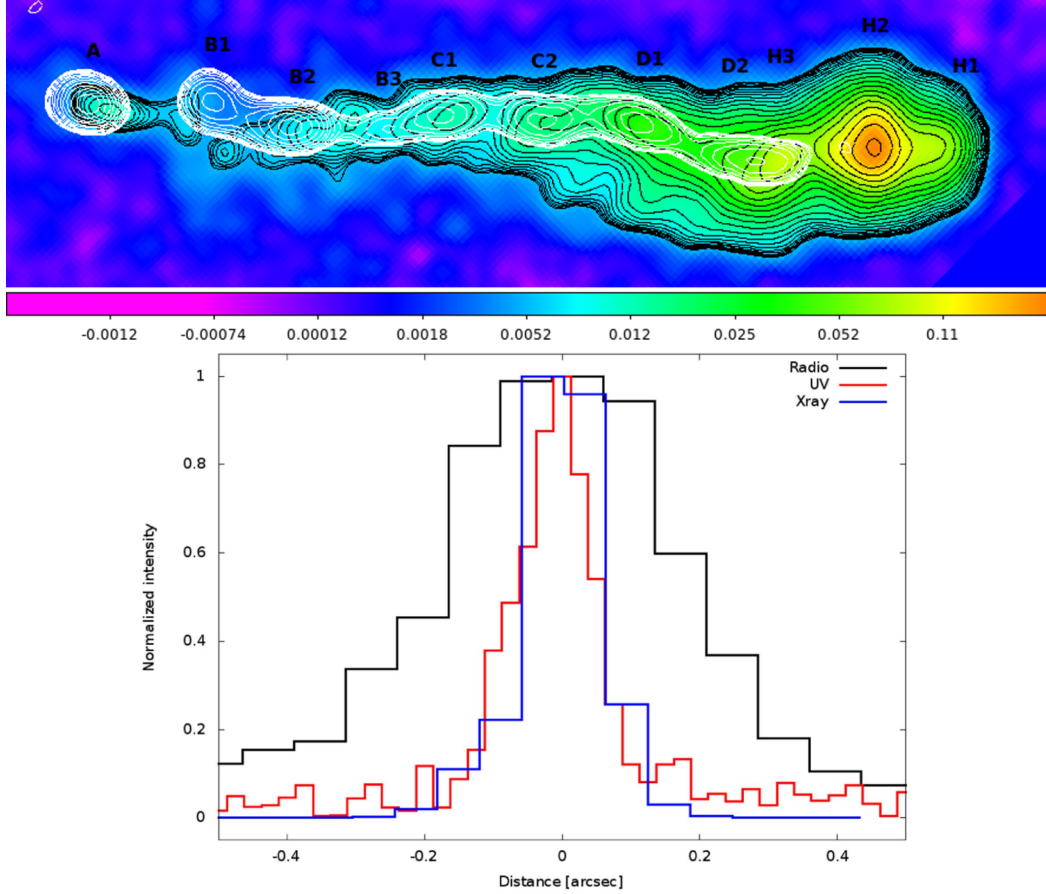 A B1 B2 B3 C1 C2 D1 D2 H3 H2 H1
-0.0012 -0.00074 0.00012 0.0018 0.0052 0.012 0.025 0.052 0.11
Radio
UV
Xray
1
0.8
0.6
0.4
0.2
0
Normalized intensity
-0.4 -0.2 0 0.2 0.4
Distance [arcsec]